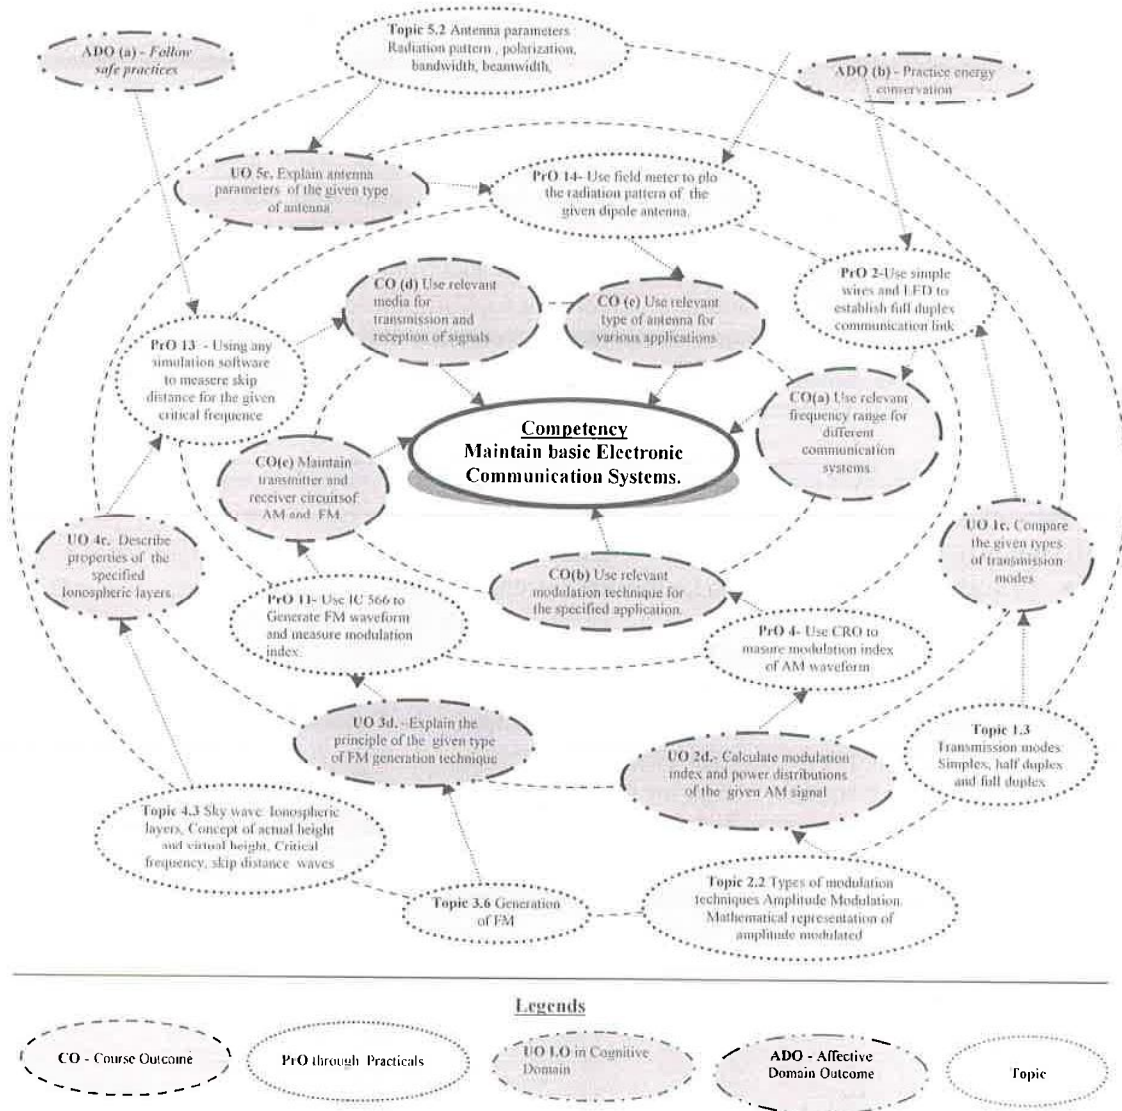 Topic 5.2 Antenna parameters
Radiation pattern , polarization,
bandwidth, beamwidth,
ADO (a) - Follow
safe practices
ADO (b) - Practice energy
conservation
UO 5c. Explain antenna
parameters of the given type
of antenna
PrO 14- Use field meter to plo
the radiation pattern of the
given dipole antenna.
PrO 2-Use simple
wires and LED to
establish full duplex
communication link
CO (d) Use relevant
media for
transmission and
reception of signals
CO (e) Use relevant
type of antenna for
various applications
PrO 13 - Using any
simulation software
to measere skip
distance for the given
critical frequence
CO(a) Use relevant
frequency range for
different
communication
systems.
Competency
Maintain basic Electronic
Communication Systems.
CO(c) Maintain
transmitter and
receiver circuitsof
AM and FM.
UO 4c. Describe
properties of the
specified
Ionospheric layers.
UO 1c. Compare
the given types
of transmission
modes
CO(b) Use relevant
modulation technique for
the specified application.
PrO 11- Use IC 566 to
Generate FM waveform
and measure modulation
index.
PrO 4- Use CRO to
masure modulation index
of AM waveform
UO 3d. -Explain the
principle of the given type
of FM generation technique
UO 2d.- Calculate modulation
index and power distributions
of the given AM signal
Topic 1.3
Transmission modes
Simplex, half duplex
and full duplex
Topic 4.3 Sky wave Ionospheric
layers, Concept of actual height
and virtual height, Critical
frequency, skip distance waves
Topic 3.6 Generation
of FM
Topic 2.2 Types of modulation
techniques Amplitude Modulation.
Mathematical representation of
amplitude modulated
Legends
CO - Course Outcome
PrO through Practicals
UO LO in Cognitive
Domain
ADO - Affective
Domain Outcome
Topic